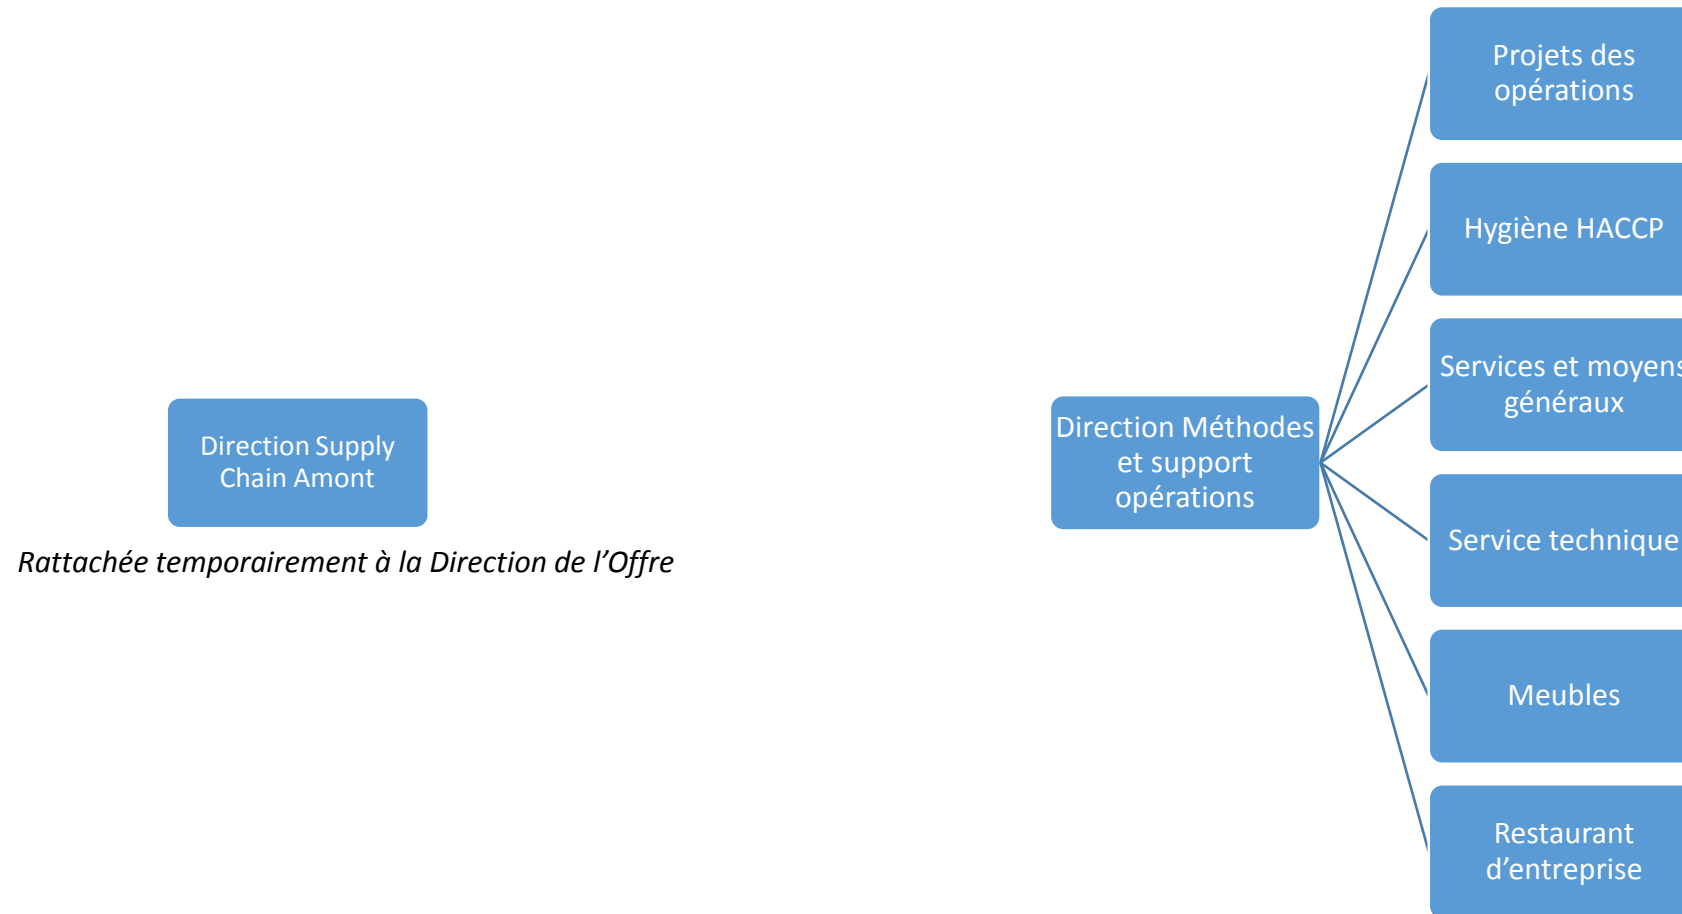 Direction Supply
Chain Amont
Rattachée temporairement à la Direction de l’Offre
Direction Méthodes
et support
opérations
Projets des
opérations
Hygiène HACCP
Services et moyens
généraux
Service technique
Meubles
Restaurant
d’entreprise